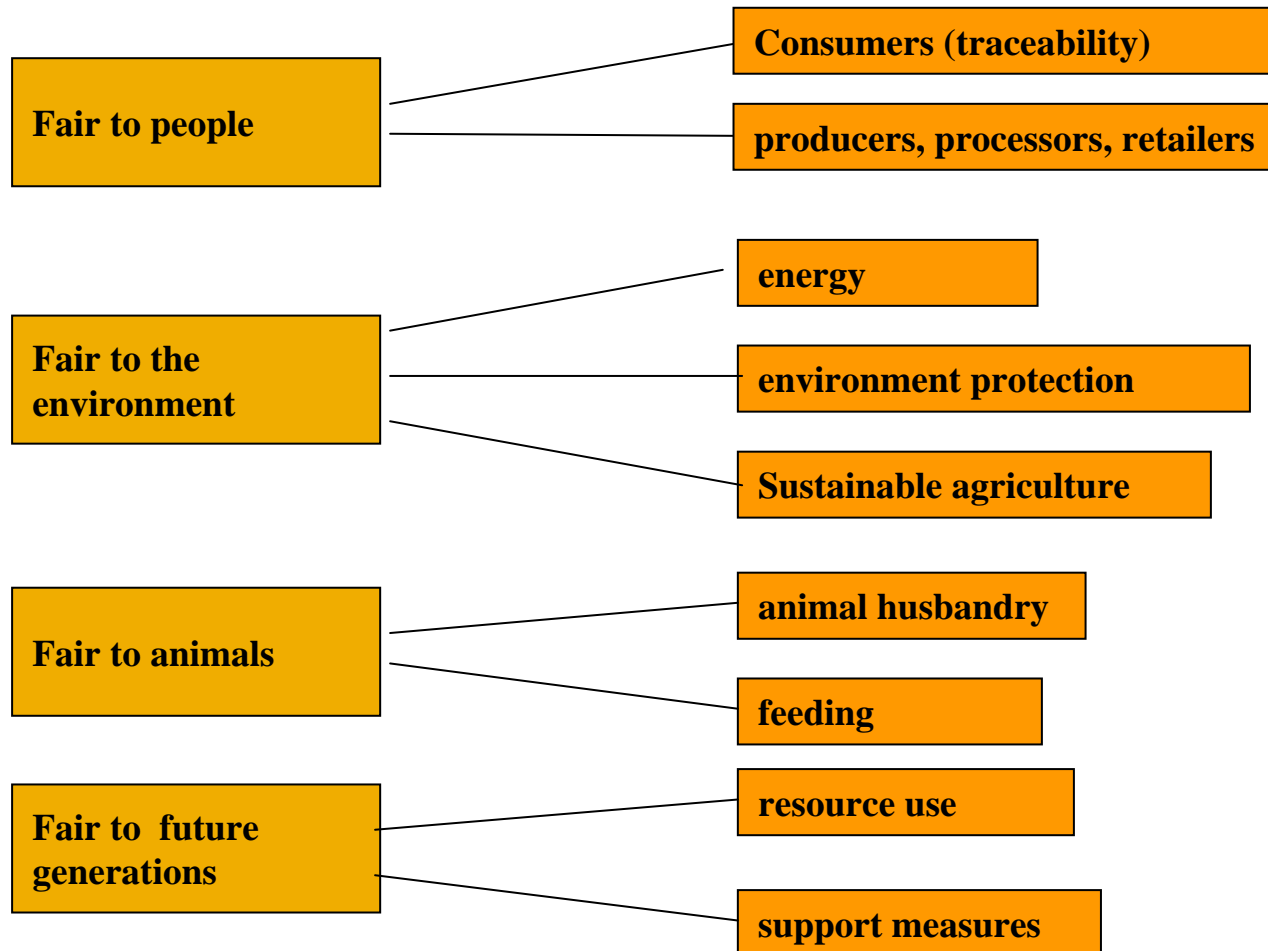 Fair to people
Consumers (traceability)
producers, processors, retailers
Fair to the
environment
energy
environment protection
Sustainable agriculture
Fair to animals
animal husbandry
feeding
Fair to  future
generations
resource use
support measures